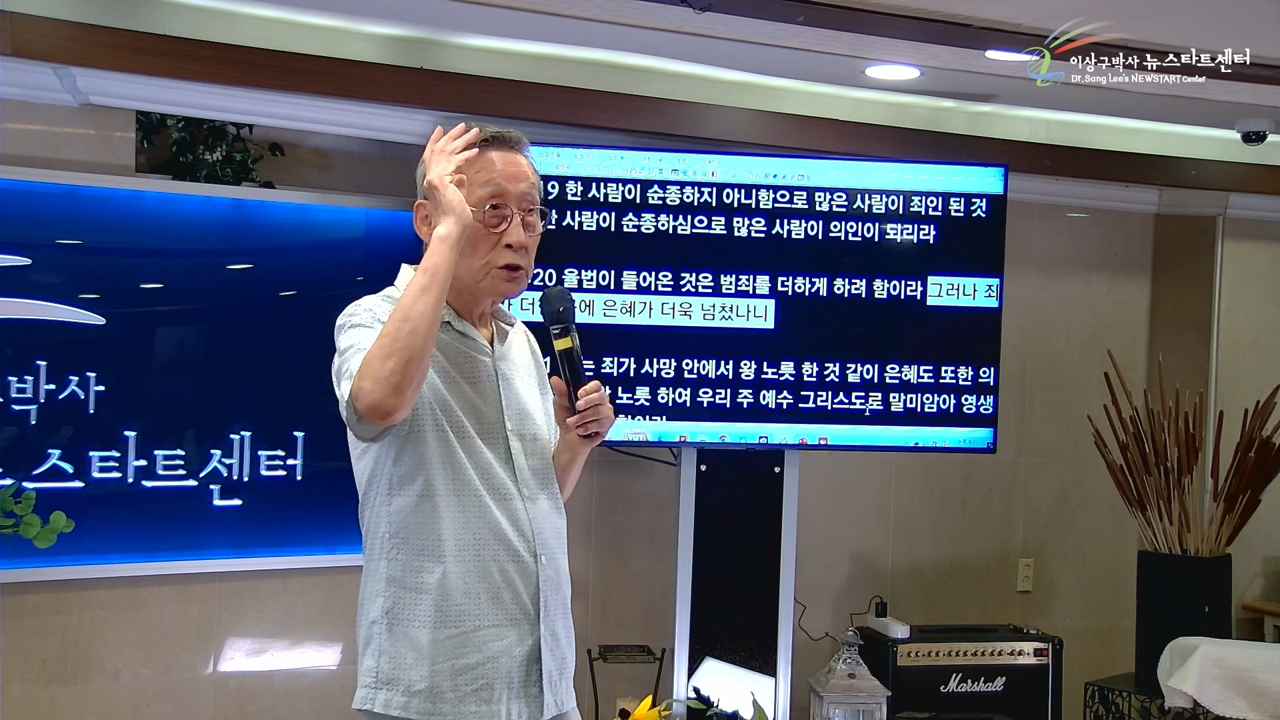 이상구박사 뉴스타트센터
Dr. Sang Lee's NEWSTART Center
9 한 사람이 순종하지 아니함으로 많은 사람이 죄인 된 것
사람이 순종하심으로 많은 사람이 의인이 되리라
20 율법이 들어온 것은 범죄를 더하게 하려 함이라 그러나 죄
은혜가 더욱 넘쳤나니
죄가 사망 안에서 왕 노릇 한 것 같이 은혜도 또한 의
노릇 하여 우리 주 예수 그리스도로 말미암아 영생
박사
스타트센터
Marshall